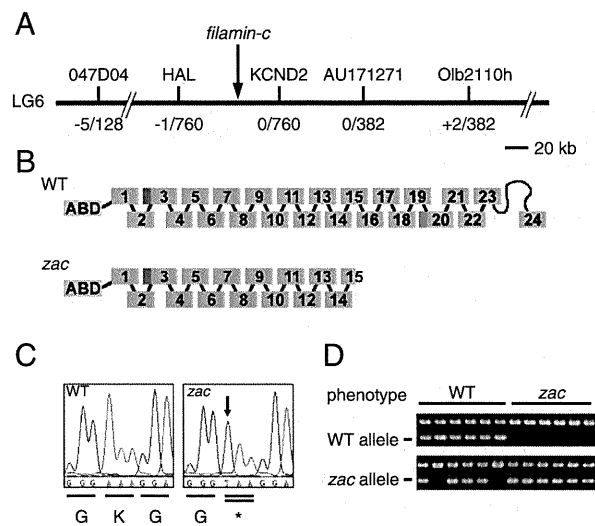 A
filamin-c
047D04 HAL KCND2 AU171271 Olb2110h
LG6
-5/128 -1/760 0/760 0/382 +2/382
20 kb
B
WT
1 3 5 7 9 11 13 15 17 19 21 23
ABD
2 4 6 8 10 12 14 16 18 20 22 24
zac
1 3 5 7 9 11 13 15
ABD
2 4 6 8 10 12 14
C
WT zac
G G G A A A G G A G G G T A A G G A
G K G G *
D
phenotype WT zac
WT allele
zac allele